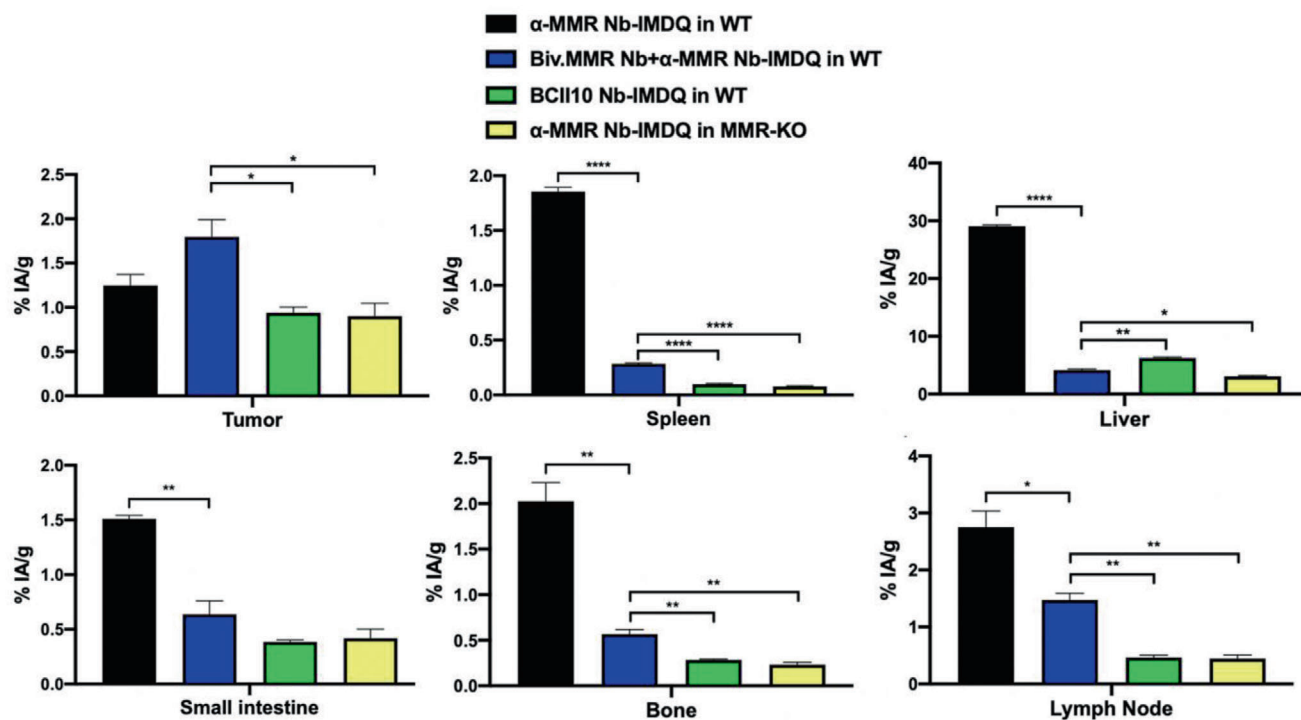 α-MMR Nb-IMDQ in WT
Biv.MMR Nb+α-MMR Nb-IMDQ in WT
BCII10 Nb-IMDQ in WT
α-MMR Nb-IMDQ in MMR-KO
% IA/g
2.5
2.0
1.5
1.0
0.5
0.0
*
*
Tumor
% IA/g
2.0
1.5
1.0
0.5
0.0
****
****
****
Spleen
% IA/g
40
30
20
10
0
****
*
**
Liver
% IA/g
2.0
1.5
1.0
0.5
0.0
**
Small intestine
% IA/g
2.5
2.0
1.5
1.0
0.5
0.0
**
**
**
Bone
% IA/g
4
3
2
1
0
*
**
**
Lymph Node